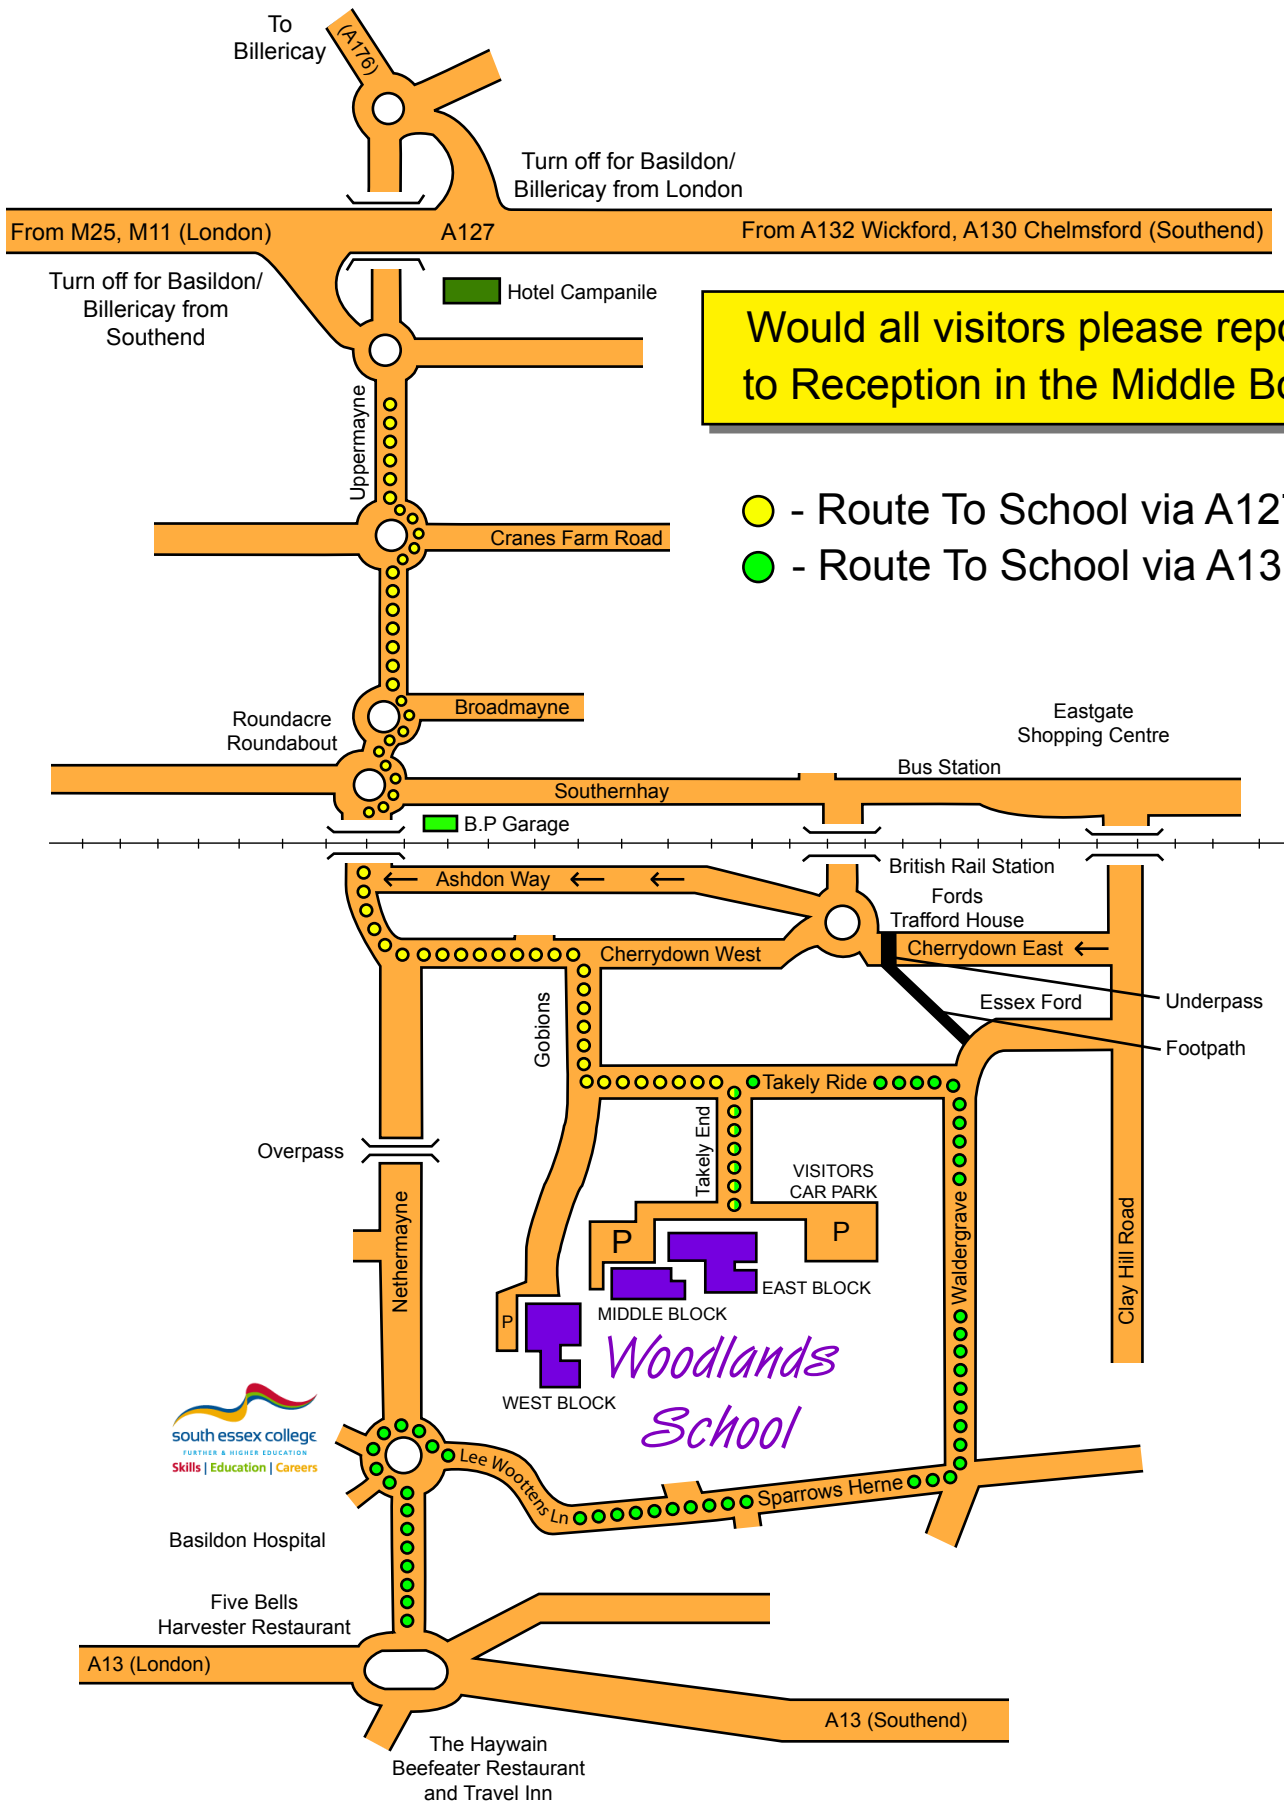 To
Billericay
(A176)
Turn off for Basildon/
Billericay from London
From M25, M11 (London)
A127
From A132 Wickford, A130 Chelmsford (Southend)
Turn off for Basildon/
Billericay from
Southend
Hotel Campanile
Would all visitors please
to Reception in the Middle
Uppermayne
- Route To School via
Cranes Farm Road
- Route To School via A13
Broadmayne
Roundacre
Roundabout
Eastgate
Shopping Centre
Bus Station
Southernhay
B.P Garage
British Rail Station
Ashdon Way
Fords
Trafford House
Cherrydown West
Cherrydown East
Essex Ford
Underpass
Gobions
Footpath
Takely Ride
Takely End
Overpass
VISITORS
CAR PARK
P
P
Nethermayne
Waldergrave
Clay Hill Road
EAST BLOCK
MIDDLE BLOCK
P
WEST BLOCK
Woodlands
School
south essex college
FURTHER & HIGHER EDUCATION
Skills | Education | Careers
Lee Woottens Ln
Sparrows Herne
Basildon Hospital
Five Bells
Harvester Restaurant
A13 (London)
A13 (Southend)
The Haywain
Beefeater Restaurant
and Travel Inn